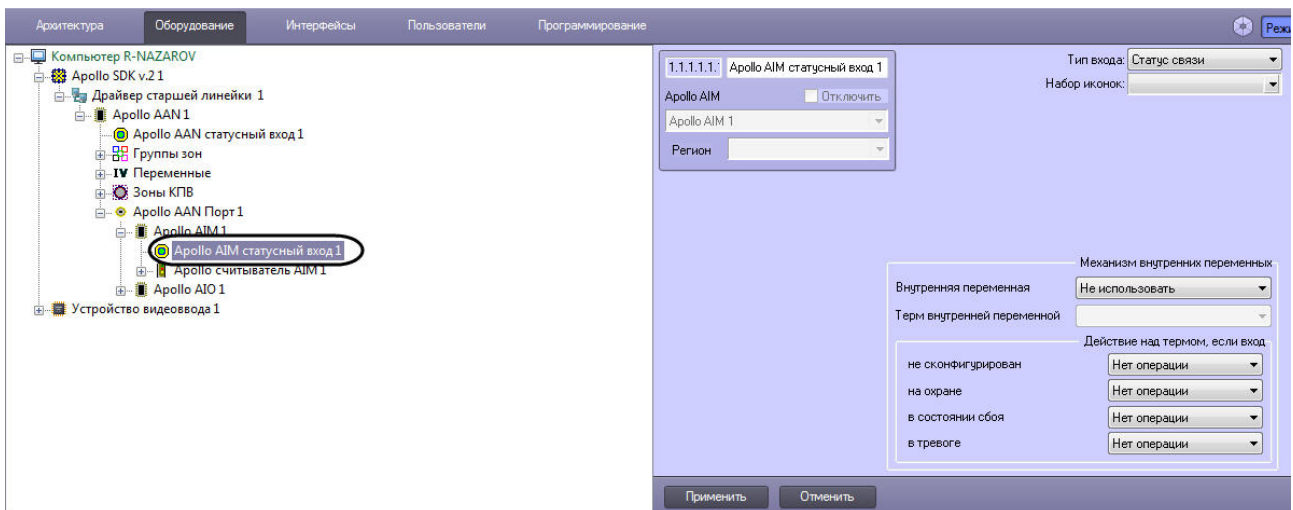 Архитектура Оборудование Интерфейсы Пользователи Программирование
Компьютер R-NAZAROV
Apollo SDK v.2 1
Драйвер старшей линейки 1
Apollo AAN 1
Apollo AAN статусный вход 1
Группы зон
IV Переменные
Зоны КПВ
Apollo AAN Порт 1
Apollo AIM 1
Apollo AIM статусный вход 1
Apollo считыватель AIM 1
Apollo AIO 1
Устройство видеоввода 1
1.1.1.1.1. Apollo AIM статусный вход 1
Apollo AIM Отключить
Apollo AIM 1
Регион
Тип входа: Статус связи
Набор иконок:
Механизм внутренних переменных
Внутренняя переменная Не использовать
Терм внутренней переменной
Действие над термом, если вход
не сконфигурирован Нет операции
на охране Нет операции
в состоянии сбоя Нет операции
в тревоге Нет операции
Применить Отменить